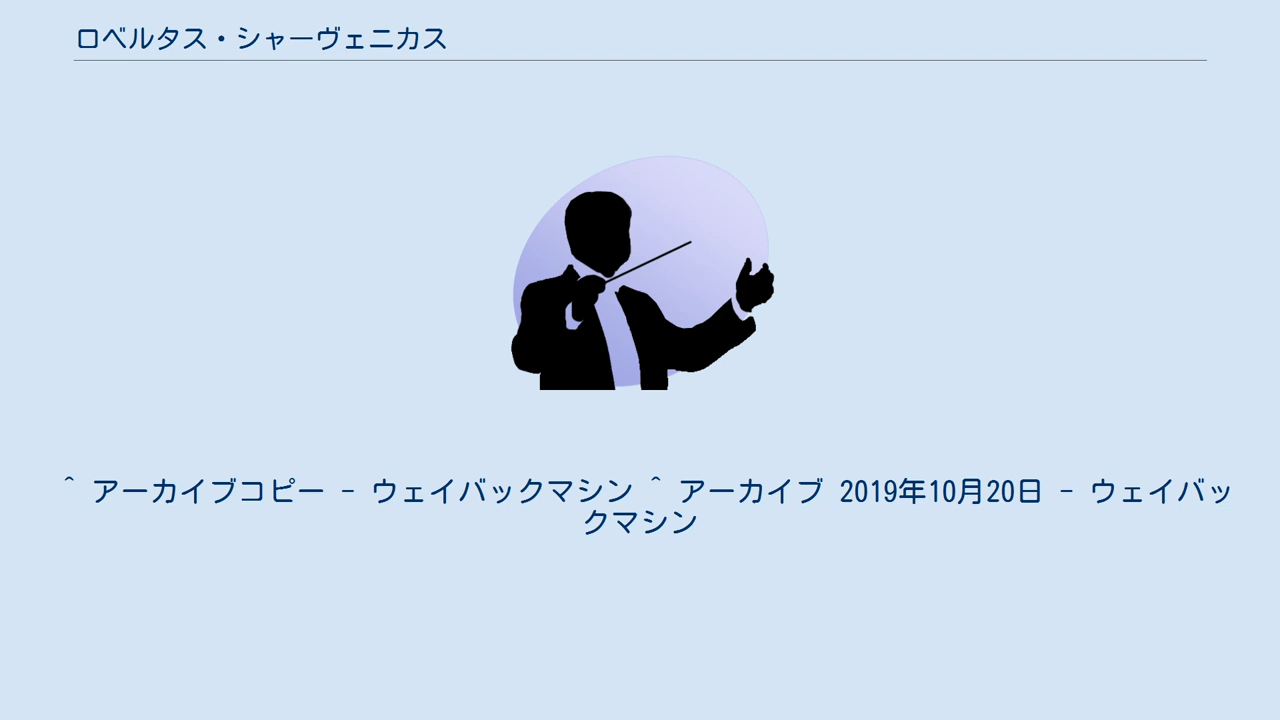 ロベルタス・シャーヴェニカス
^ アーカイブコピー - ウェイバックマシン ^ アーカイブ 2019年10月20日 - ウェイバッ
クマシン